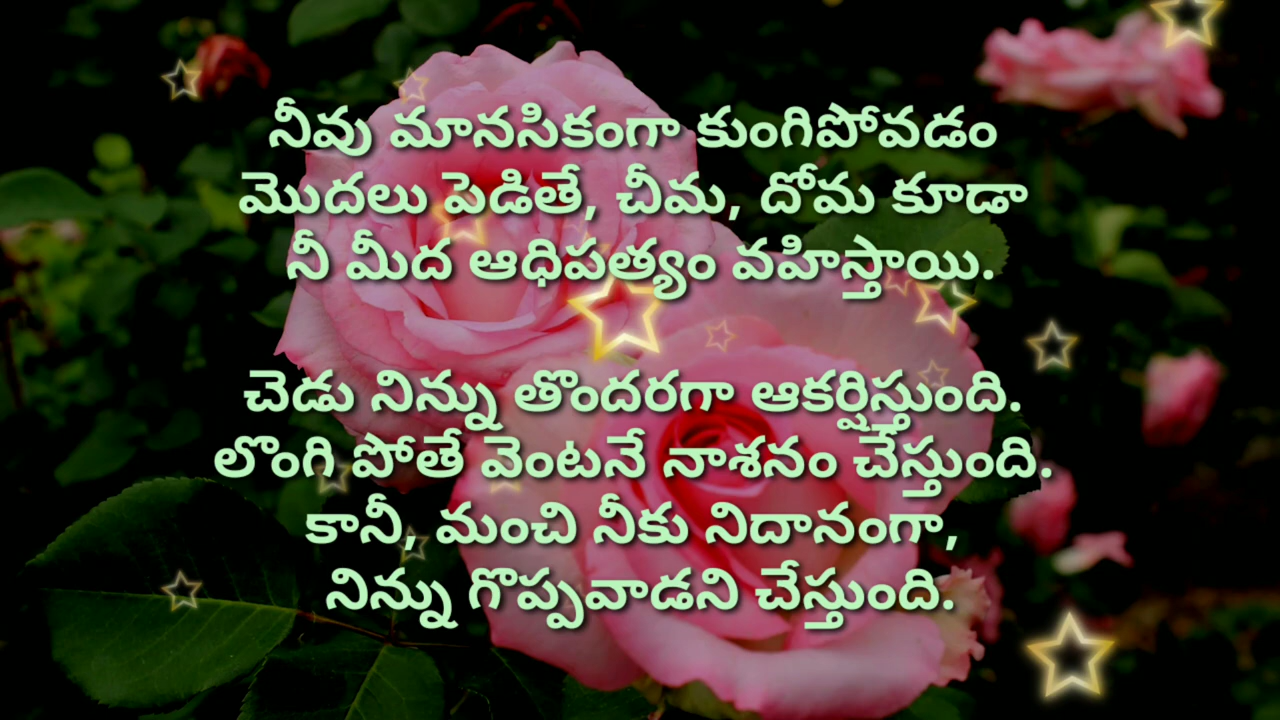 నీవు మానసికంగా కుంగిపోవడం
మొదలు పెడితే, చీమ, దోమ కూడా
నీ మీద ఆధిపత్యం వహిస్తాయి.
చెడు నిన్ను తొందరగా ఆకర్షిస్తుంది.
లొంగి పోతే వెంటనే నాశనం చేస్తుంది.
కానీ, మంచి నీకు నిదానంగా,
నిన్ను గొప్పవాడని చేస్తుంది.